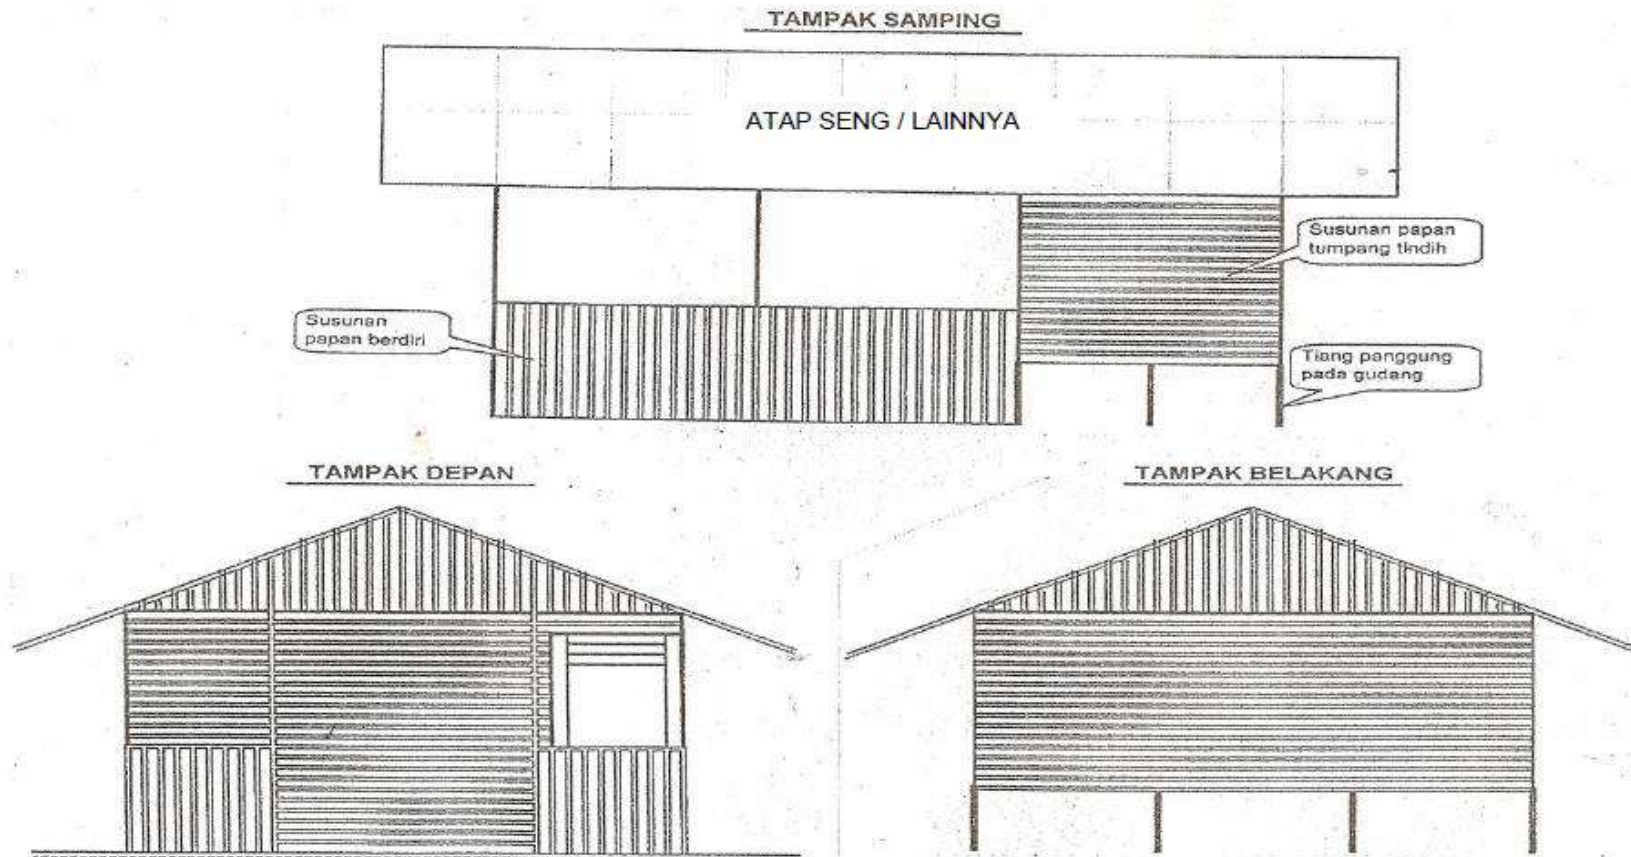 TAMPAK SAMPING
ATAP SENG / LAINNYA
Susunan papan
tumpang tindih
Susunan
papan berdiri
Tiang panggung
pada gudang
TAMPAK DEPAN
TAMPAK BELAKANG